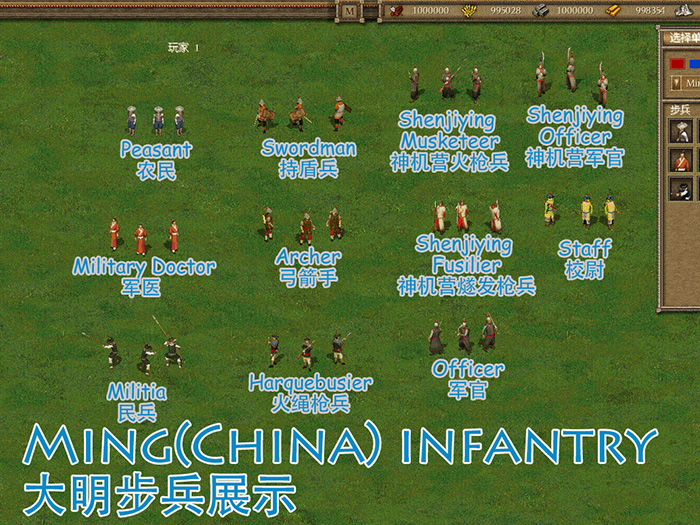 M
1000000
995028
1000000
998354
玩家 1
选择单
Min
步兵
Peasant
农民
Swordman
持盾兵
Shenjiying
Musketeer
神机营火枪兵
Shenjiying
Officer
神机营军官
Military Doctor
军医
Archer
弓箭手
Shenjiying
Fusilier
神机营燧发枪兵
Staff
校尉
Militia
民兵
Harquebusier
火绳枪兵
Officer
军官
MING(CHINA) INFANTRY
大明步兵展示